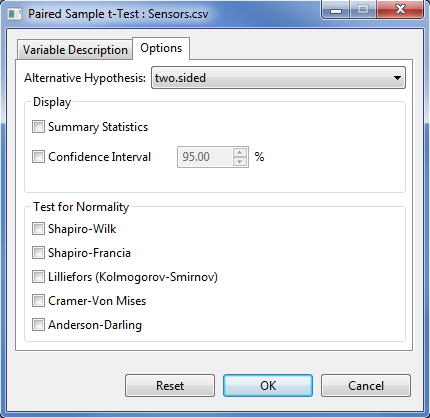 Paired Sample t-Test : Sensors.csv
Variable Description
Options
Alternative Hypothesis: two.sided
Display
Summary Statistics
Confidence Interval 95.00 %
Test for Normality
Shapiro-Wilk
Shapiro-Francia
Lilliefors (Kolmogorov-Smirnov)
Cramer-Von Mises
Anderson-Darling
Reset OK Cancel